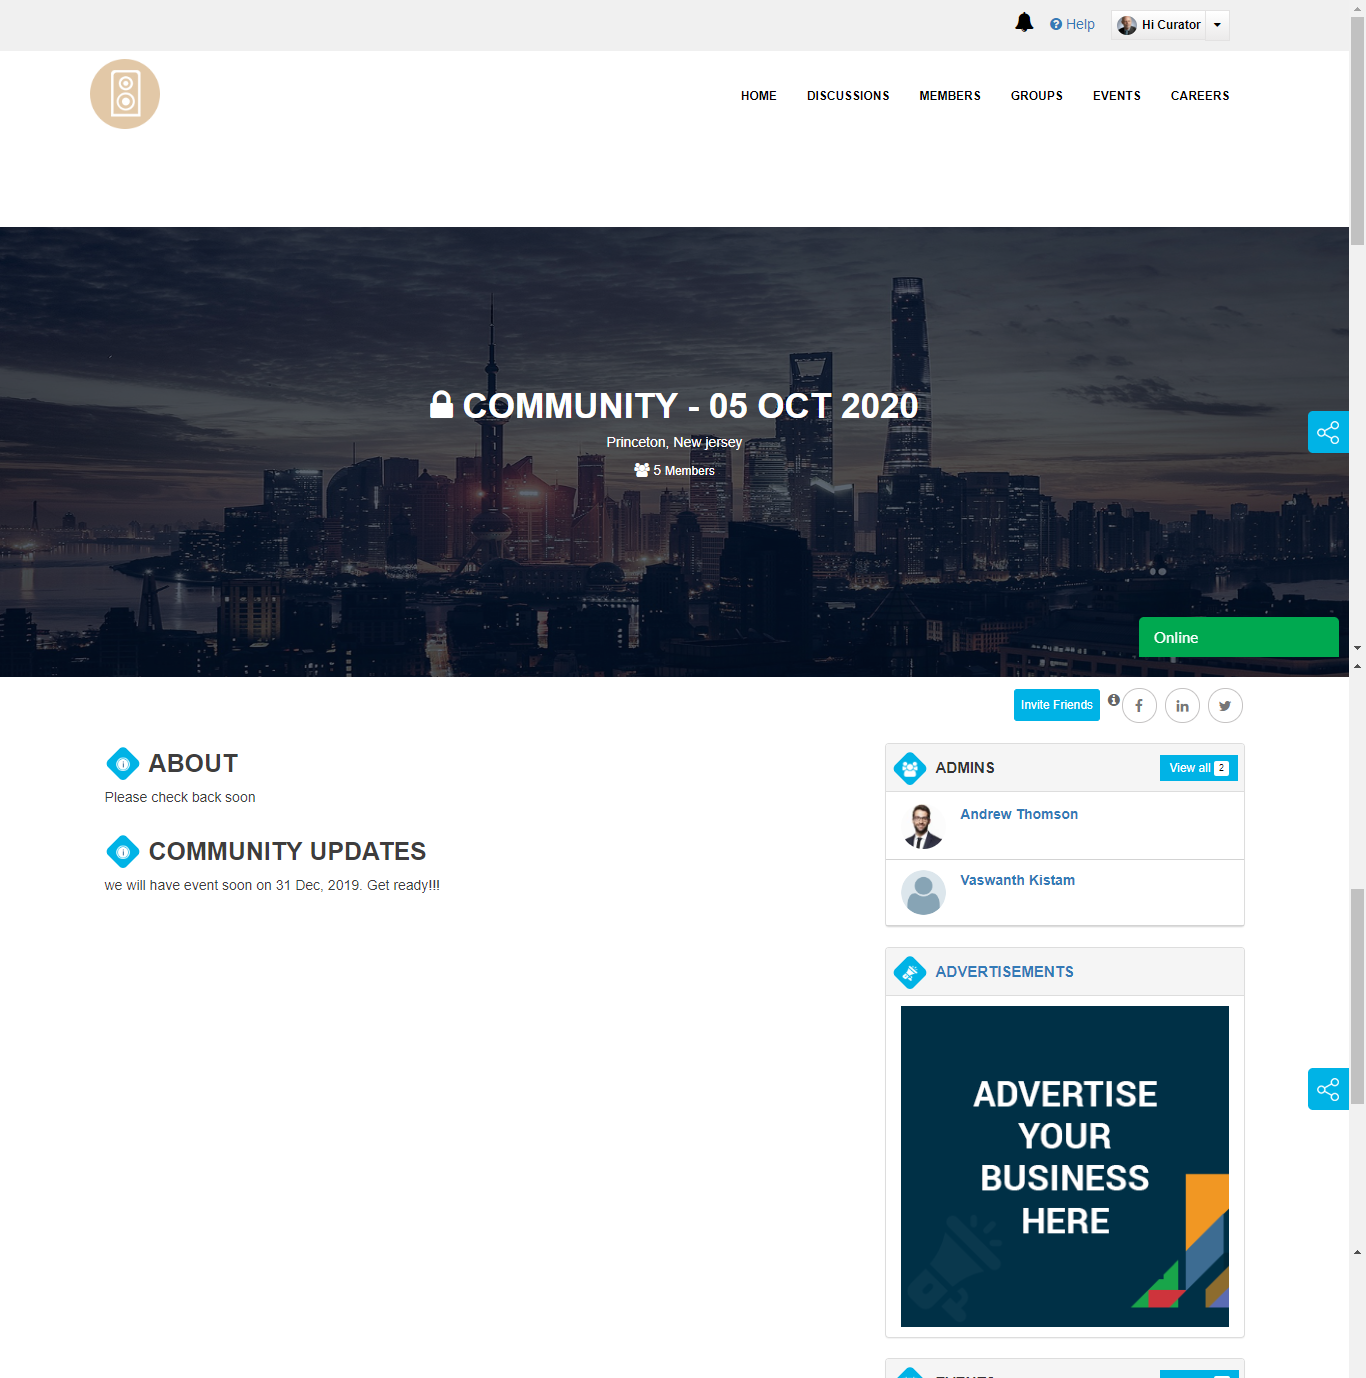 Help
Hi Curator
HOME DISCUSSIONS MEMBERS GROUPS EVENTS CAREERS
COMMUNITY - 05 OCT 2020
Princeton, New jersey
5 Members
Online
Invite Friends
ABOUT
Please check back soon
COMMUNITY UPDATES
we will have event soon on 31 Dec, 2019. Get ready!!!
ADMINS
View all 2
Andrew Thomson
Vaswanth Kistam
ADVERTISEMENTS
ADVERTISE
YOUR
BUSINESS
HERE